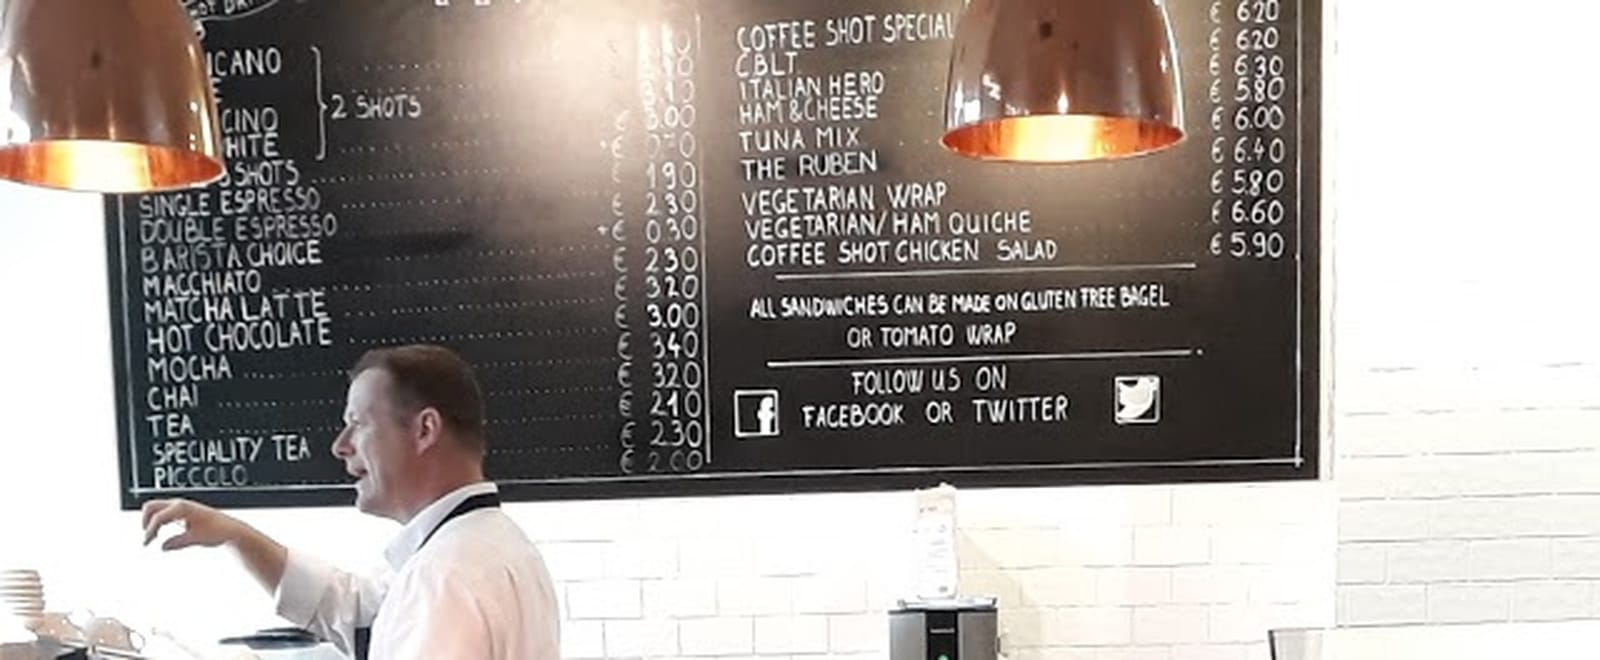 2 SHOTS
SINGLE ESPRESSO
DOUBLE ESPRESSO
BARISTA CHOICE
MACCHIATO
MATCHA LATTE
HOT CHOCOLATE
MOCHA
CHAI
TEA
SPECIALITY TEA
PICCOLO
1.90
2.30
0.30
2.30
3.20
3.00
3.40
3.20
2.10
2.30
2.00
COFFEE SHOT SPECIAL
CBLT
ITALIAN HERO
HAM & CHEESE
TUNA MIX
THE RUBEN
VEGETARIAN WRAP
VEGETARIAN/HAM QUICHE
COFFEE SHOT CHICKEN SALAD
€ 6.20
€ 6.20
€ 6.30
€ 5.80
€ 6.00
€ 6.40
€ 5.80
€ 6.60
€ 5.90
ALL SANDWICHES CAN BE MADE ON GLUTEN FREE BAGEL
OR TOMATO WRAP
FOLLOW US ON
f FACEBOOK OR TWITTER